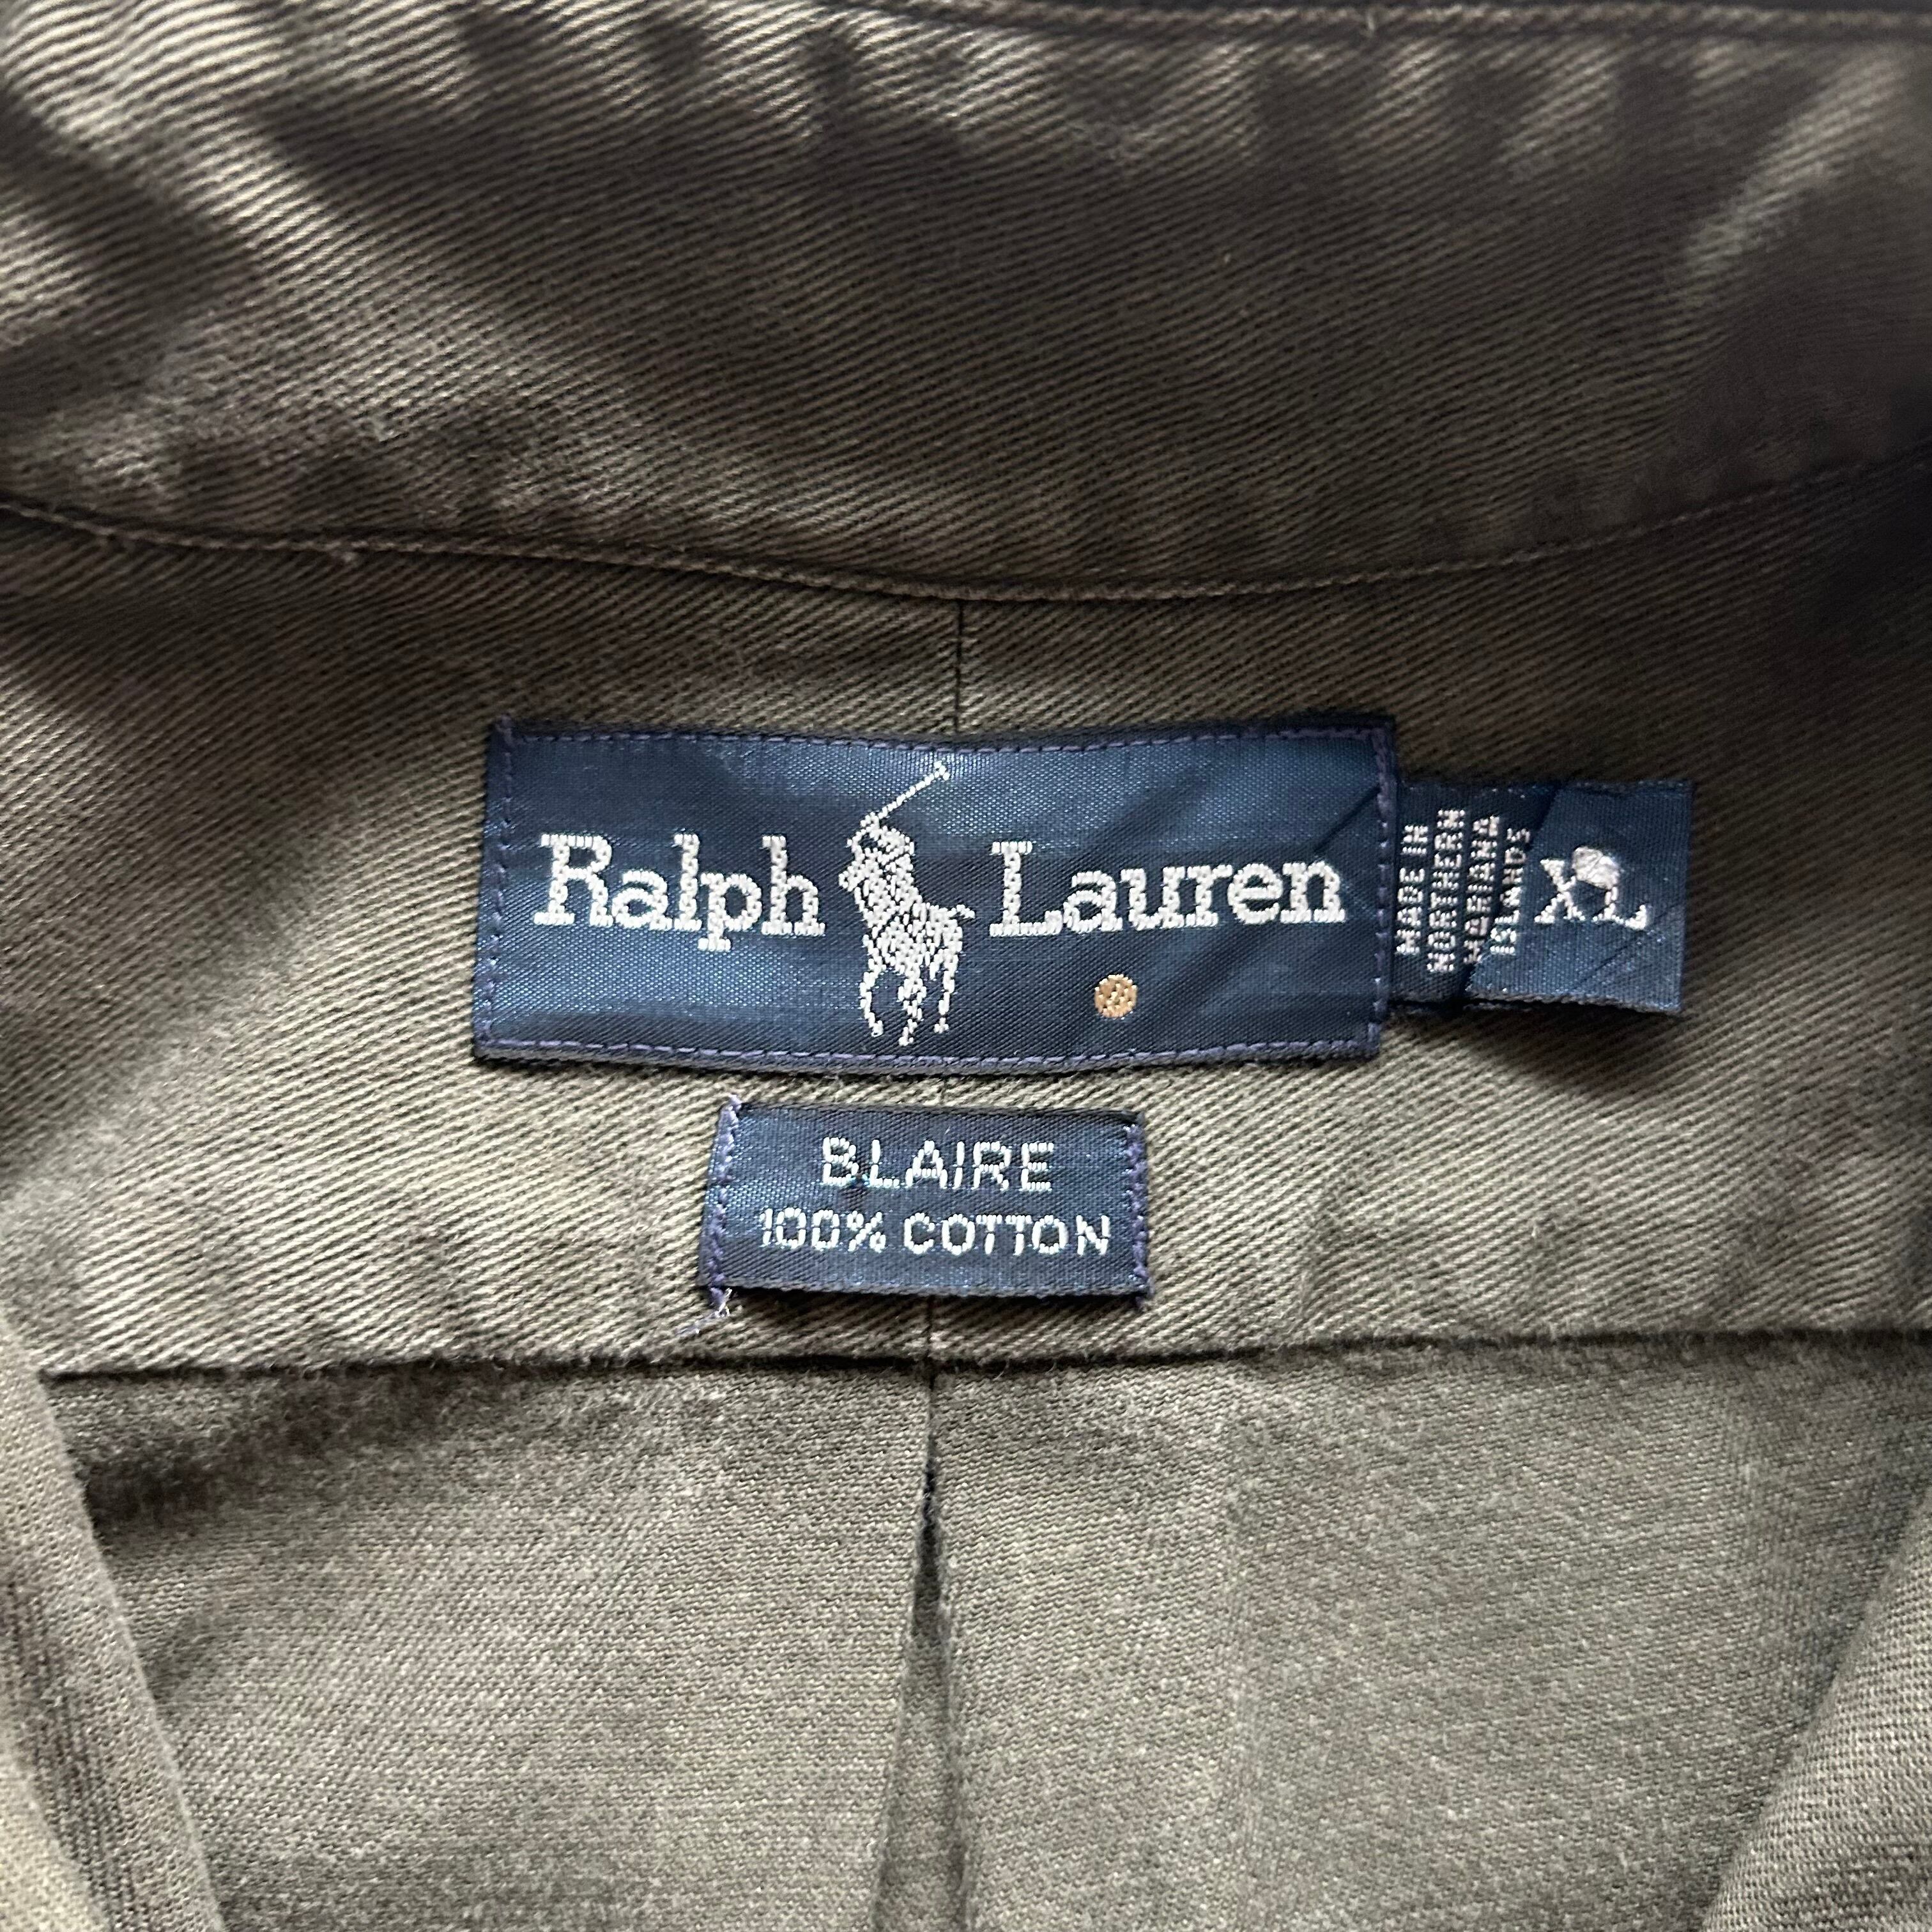 Ralph Lauren
MADE IN
NORTHERN
MARIANA
ISLANDS
XL
BLAIRE
100% COTTON